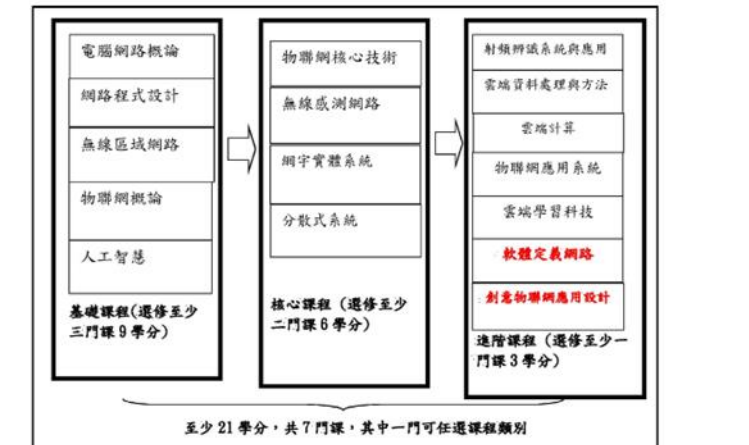 電腦網路概論
網路程式設計
無線區域網路
物聯網概論
人工智慧
基礎課程(選修至少
三門課 9 學分)
物聯網核心技術
無線感測網路
網宇實體系統
分散式系統
核心課程（選修至少
二門課 6 學分）
射頻辨識系統與應用
雲端資料處理與方法
雲端計算
物聯網應用系統
雲端學習科技
軟體定義網路
創意物聯網應用設計
進階課程（選修至少一
門課 3 學分）
至少 21 學分，共 7 門課，其中一門可任選課程類別